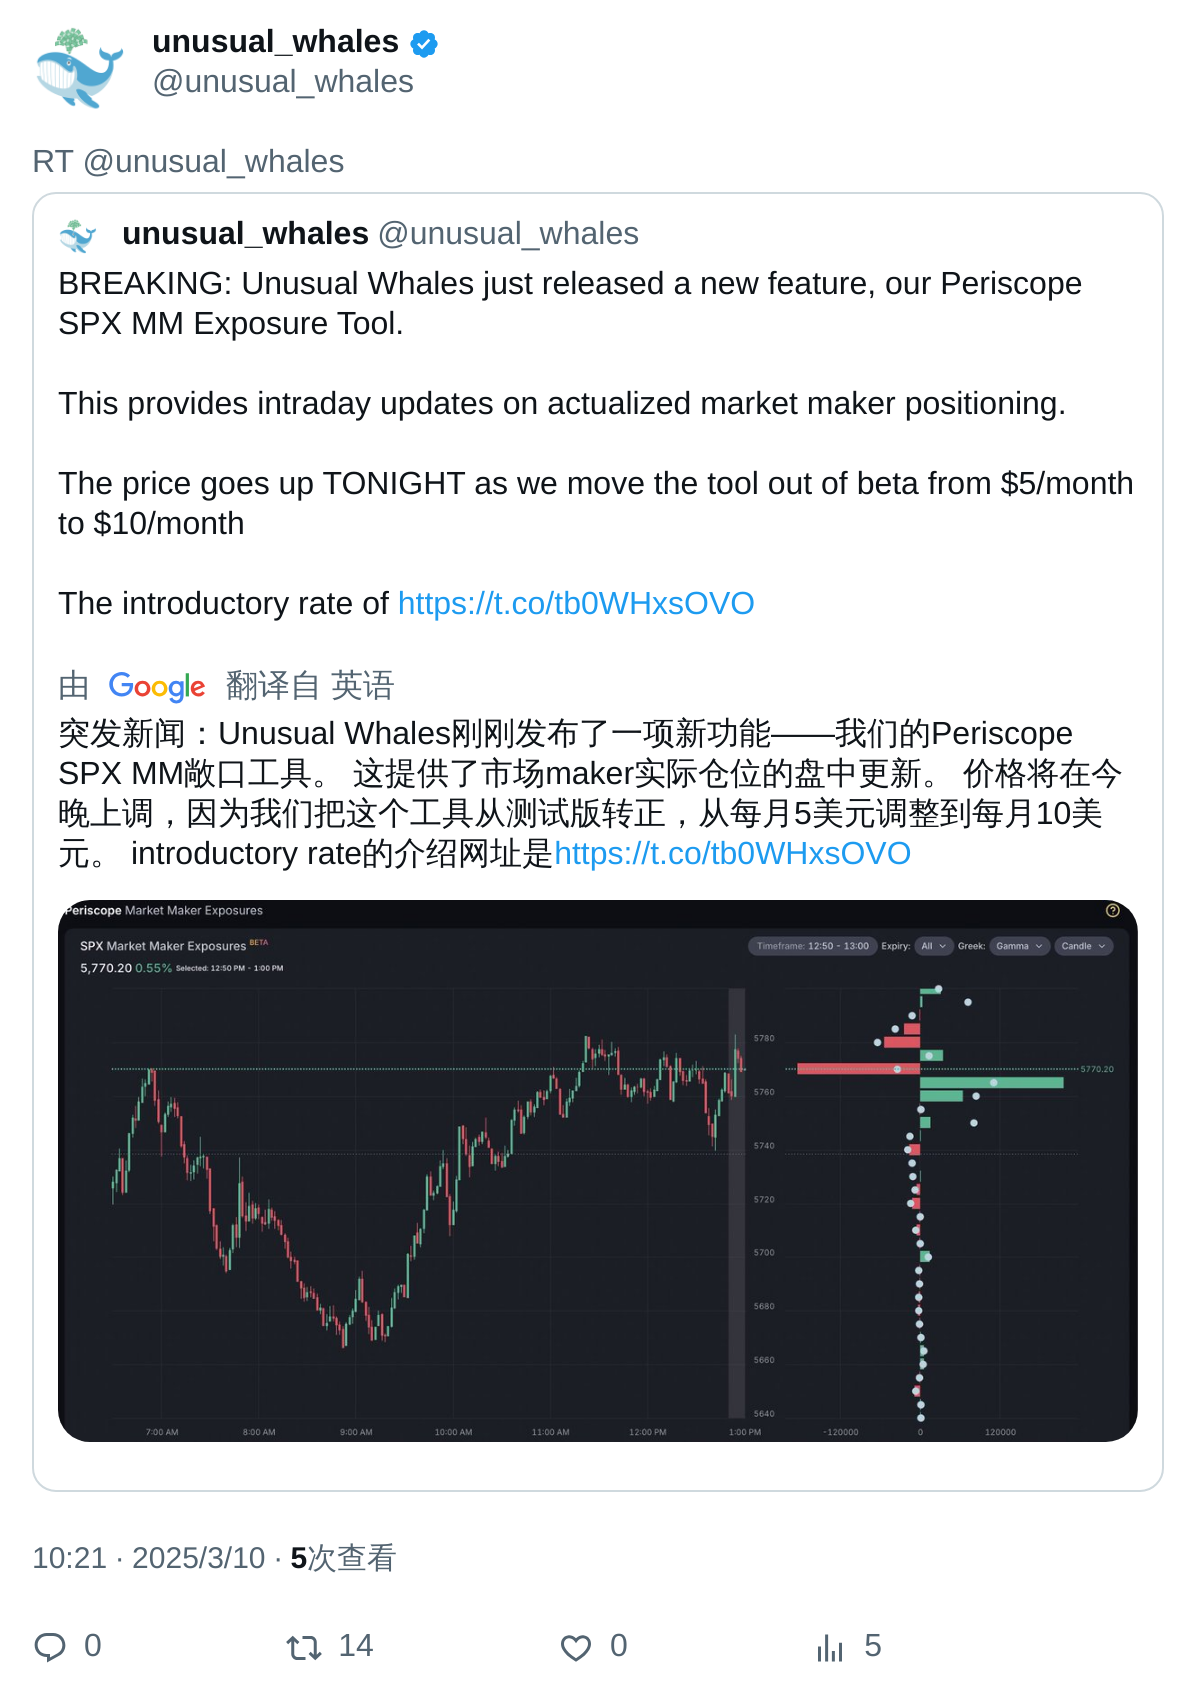 unusual_whales
@unusual_whales
RT @unusual_whales
unusual_whales @unusual_whales
BREAKING: Unusual Whales just released a new feature, our Periscope
SPX MM Exposure Tool.
This provides intraday updates on actualized market maker positioning.
The price goes up TONIGHT as we move the tool out of beta from $5/month
to $10/month
The introductory rate of https://t.co/tb0WHxsOVO
由 Google 翻译自 英语
突发新闻：Unusual Whales刚刚发布了一项新功能——我们的Periscope
SPX MM敞口工具。 这提供了市场maker实际仓位的盘中更新。 价格将在今
晚上调，因为我们把这个工具从测试版转正，从每月5美元调整到每月10美
元。 introductory rate的介绍网址是https://t.co/tb0WHxsOVO
Periscope Market Maker Exposures
SPX Market Maker Exposures BETA
Timeframe: 12:50 - 13:00 Expiry: All Greek: Gamma Candle
5,770.20 0.55% Selected: 12:50 PM - 1:00 PM
5780
5770.20
5760
5740
5720
5700
5680
5660
5640
7:00 AM 8:00 AM 9:00 AM 10:00 AM 11:00 AM 12:00 PM 1:00 PM -120000 0 120000
10:21 · 2025/3/10 · 5次查看
0 14 0 5